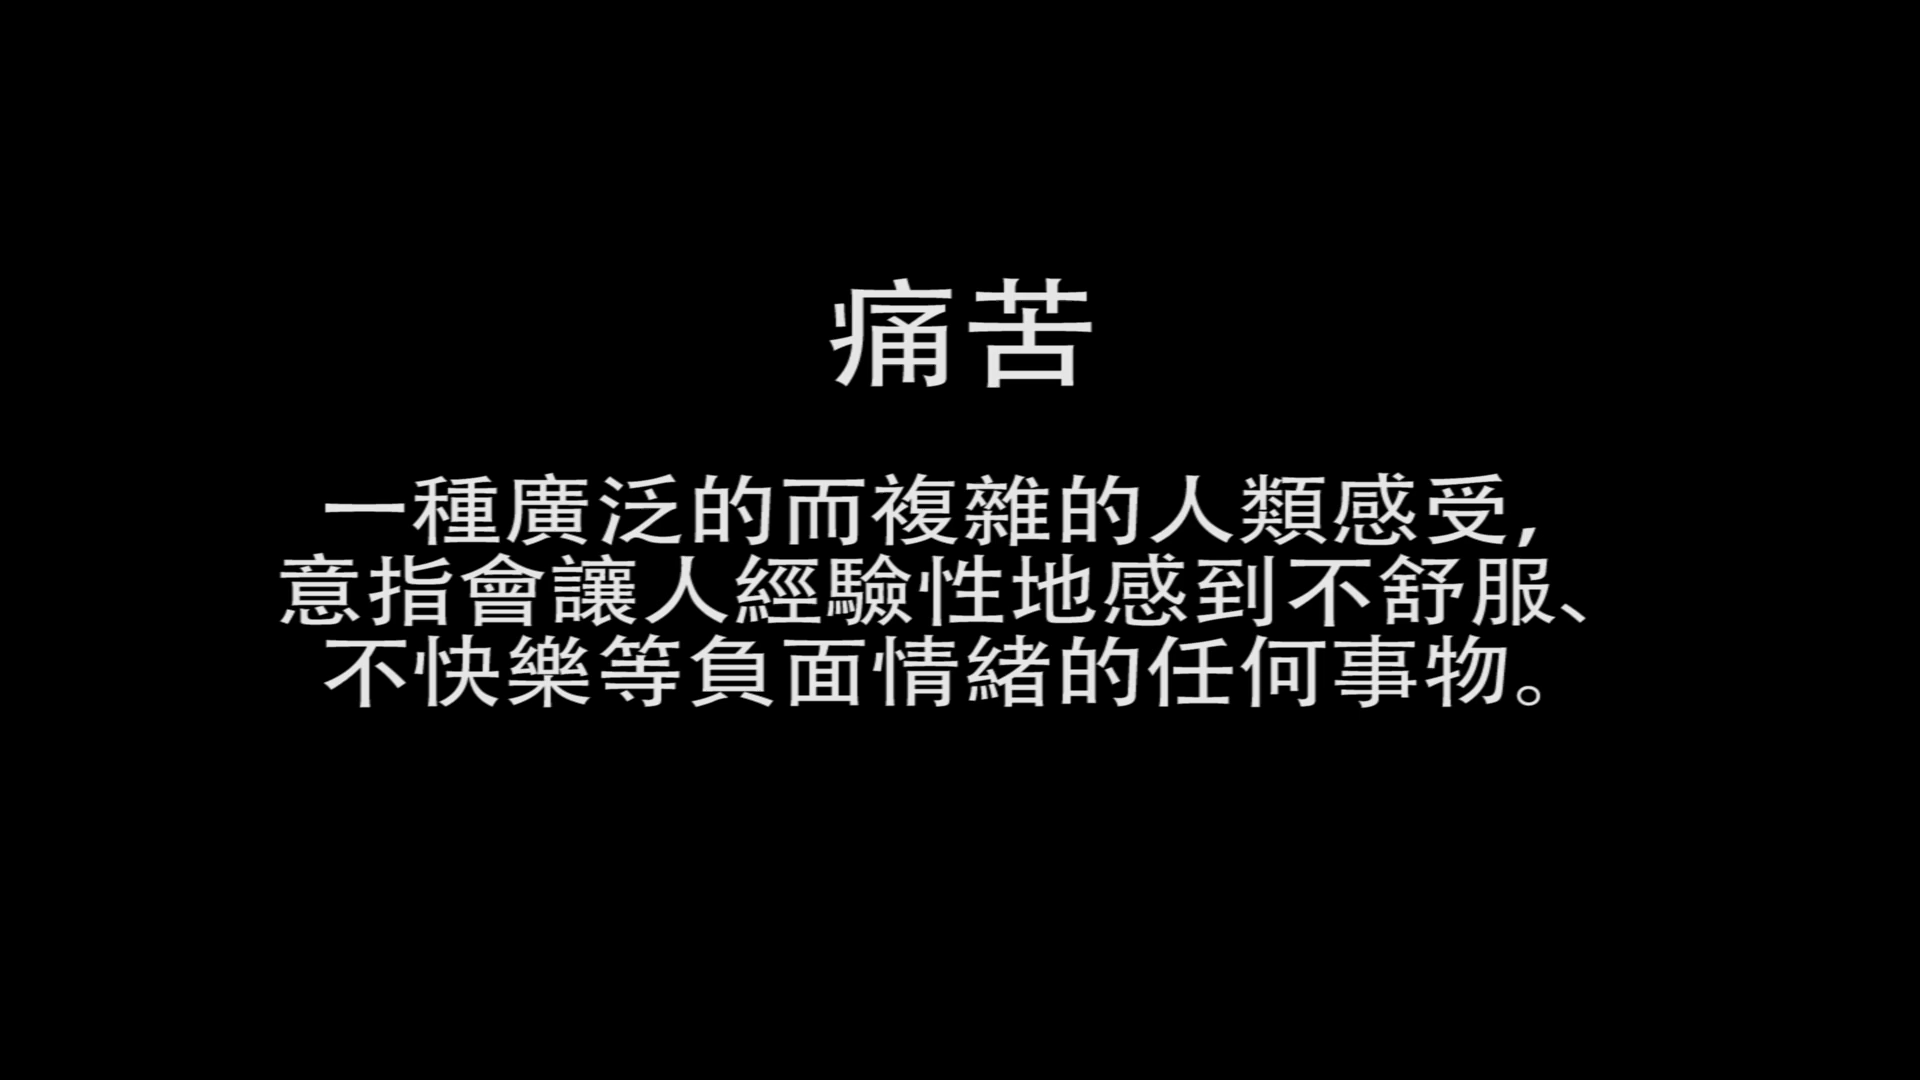 痛苦
一種廣泛的而複雜的人類感受,
意指會讓人經驗性地感到不舒服、
不快樂等負面情緒的任何事物。